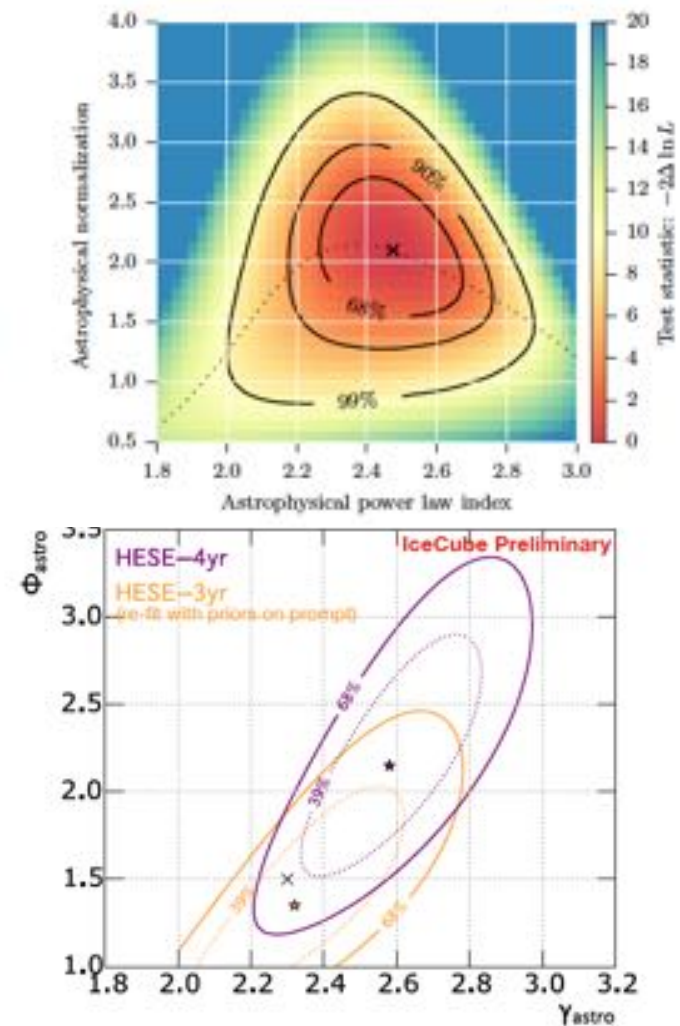 4.0
3.5
3.0
2.5
2.0
1.5
1.0
0.5
Astrophysical normalization
90%
68%
99%
1.8 2.0 2.2 2.4 2.6 2.8 3.0
Astrophysical power law index
20
18
16
14
12
10
8
6
4
2
0
Test statistic: −2Δ ln L
3.5
Φastro
HESE−4yr
IceCube Preliminary
HESE−3yr
(re-fit with priors on prompt)
3.0
2.5
2.0
1.5
1.0
68%
39%
39%
68%
1.8 2.0 2.2 2.4 2.6 2.8 3.0 3.2
γastro